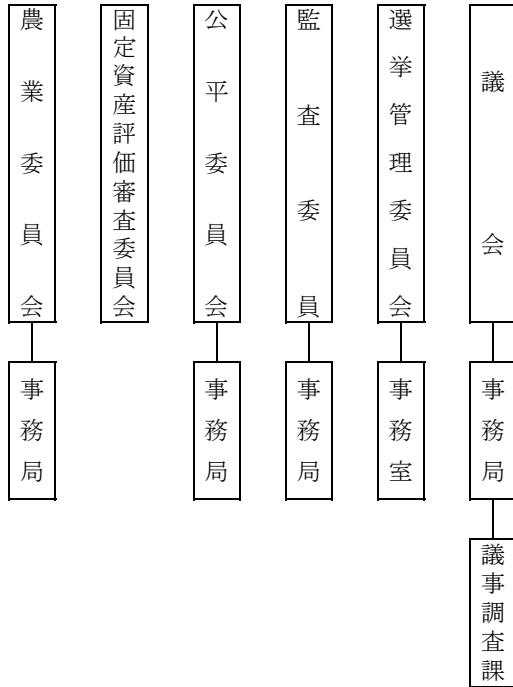 議会
事務局
議事調査課
選挙管理委員会
事務室
監査委員
事務局
公平委員会
事務局
固定資産評価審査委員会
農業委員会
事務局